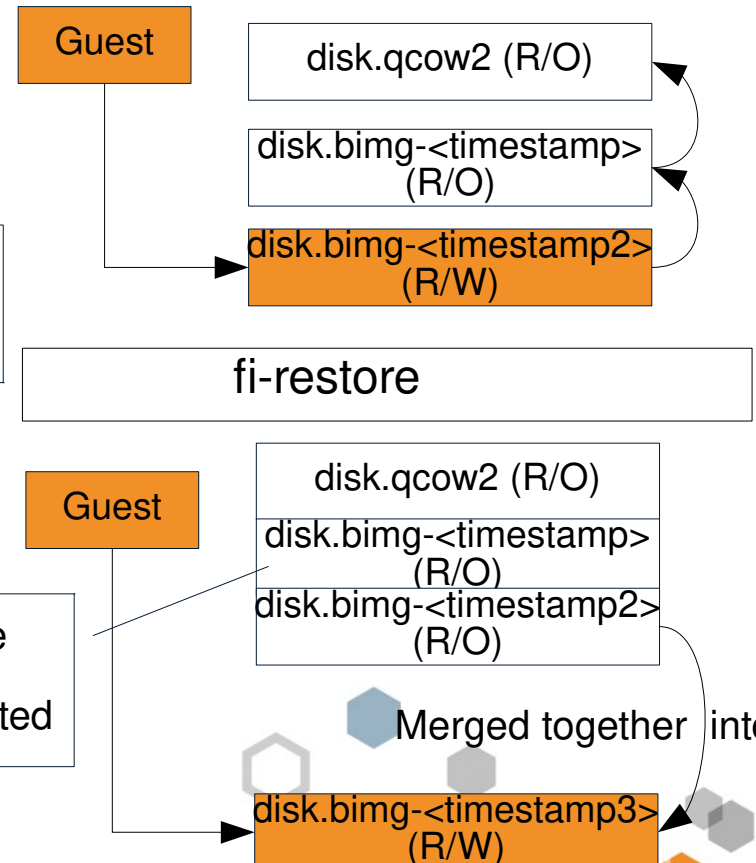 Guest
disk.qcow2 (R/O)
disk.bimg-<timestamp>
(R/O)
disk.bimg-<timestamp2>
(R/W)
fi-restore
Guest
disk.qcow2 (R/O)
disk.bimg-<timestamp>
(R/O)
disk.bimg-<timestamp2>
(R/O)
Merged together
disk.bimg-<timestamp3>
(R/W)